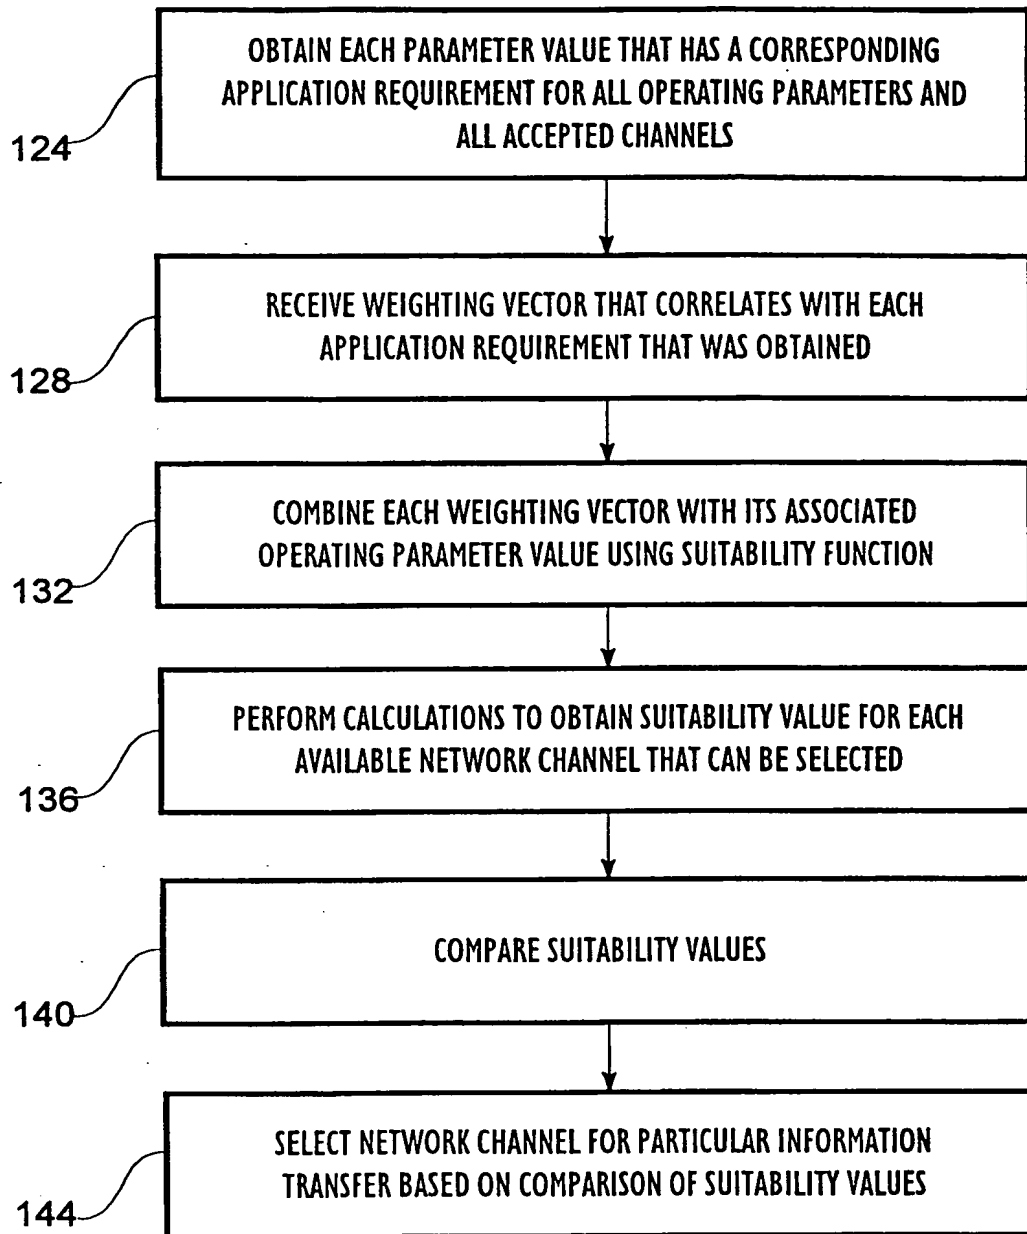 OBTAIN EACH PARAMETER VALUE THAT HAS A CORRESPONDING
APPLICATION REQUIREMENT FOR ALL OPERATING PARAMETERS AND
ALL ACCEPTED CHANNELS
124
RECEIVE WEIGHTING VECTOR THAT CORRELATES WITH EACH
APPLICATION REQUIREMENT THAT WAS OBTAINED
128
COMBINE EACH WEIGHTING VECTOR WITH ITS ASSOCIATED
OPERATING PARAMETER VALUE USING SUITABILITY FUNCTION
132
PERFORM CALCULATIONS TO OBTAIN SUITABILITY VALUE FOR EACH
AVAILABLE NETWORK CHANNEL THAT CAN BE SELECTED
136
COMPARE SUITABILITY VALUES
140
SELECT NETWORK CHANNEL FOR PARTICULAR INFORMATION
TRANSFER BASED ON COMPARISON OF SUITABILITY VALUES
144